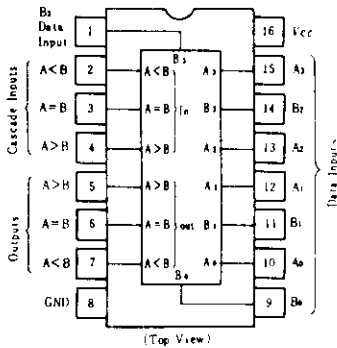 B3 Data Input
1
16
Vcc
Cascade Inputs
A<B
2
A<B
B3
A3
15
A3
A=B
3
A=B
In
B2
14
B2
A>B
4
A>B
A2
13
A2
Outputs
A>B
5
A>B
A1
12
A1
A=B
6
A=B
out
B1
11
B1
A<B
7
A<B
A0
10
A0
B0
GND
8
9
B0
Data Inputs
(Top View)